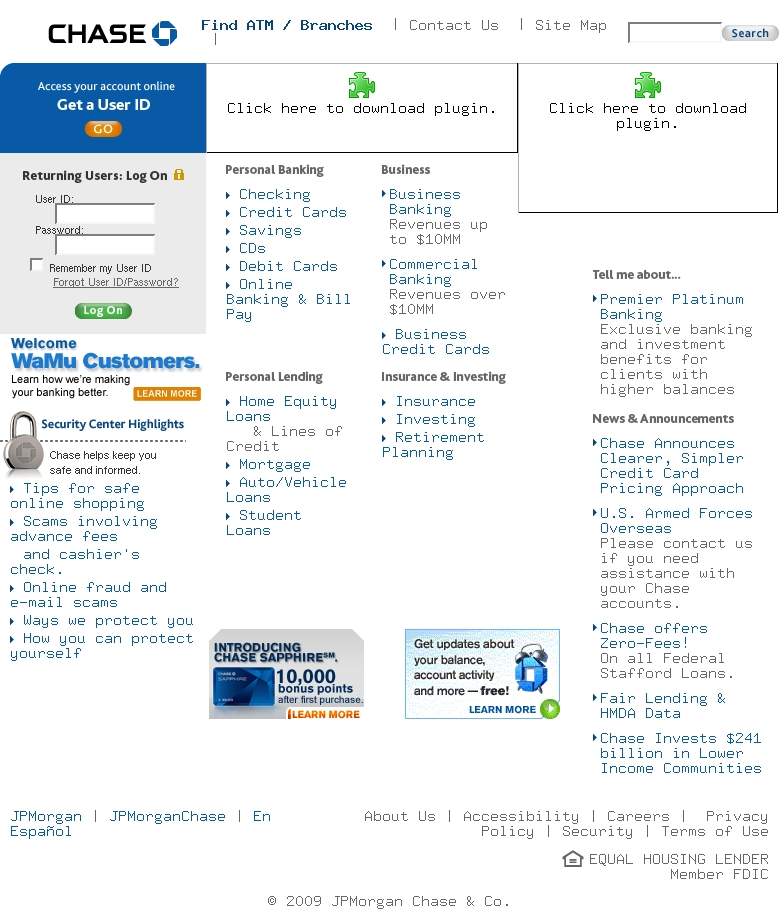 CHASE
Find ATM / Branches | Contact Us | Site Map
|
Search
Access your account online
Get a User ID
GO
Click here to download plugin.
Click here to download
plugin.
Returning Users: Log On
User ID:
Password:
Remember my User ID
Forgot User ID/Password?
Log On
Welcome
WaMu Customers.
Learn how we're making
your banking better.
LEARN MORE
Security Center Highlights
Chase helps keep you
safe and informed.
Tips for safe
online shopping
Scams involving
advance fees
and cashier's
check.
Online fraud and
e-mail scams
Ways we protect you
How you can protect
yourself
Personal Banking
Checking
Credit Cards
Savings
CDs
Debit Cards
Online
Banking & Bill
Pay
Business
Business
Banking
Revenues up
to $10MM
Commercial
Banking
Revenues over
$10MM
Business
Credit Cards
Personal Lending
Home Equity
Loans
& Lines of
Credit
Mortgage
Auto/Vehicle
Loans
Student
Loans
Insurance & Investing
Insurance
Investing
Retirement
Planning
Tell me about...
Premier Platinum
Banking
Exclusive banking
and investment
benefits for
clients with
higher balances
News & Announcements
Chase Announces
Clearer, Simpler
Credit Card
Pricing Approach
U.S. Armed Forces
Overseas
Please contact us
if you need
assistance with
your Chase
accounts.
Chase offers
Zero-Fees!
On all Federal
Stafford Loans.
Fair Lending &
HMDA Data
Chase Invests $241
billion in Lower
Income Communities
INTRODUCING
CHASE SAPPHIRE℠.
CHASE
SAPPHIRE
10,000
bonus points
after first purchase.
LEARN MORE
Get updates about
your balance,
account activity
and more — free!
LEARN MORE
JPMorgan | JPMorganChase | En
Español
About Us | Accessibility | Careers | Privacy
Policy | Security | Terms of Use
EQUAL HOUSING LENDER
Member FDIC
© 2009 JPMorgan Chase & Co.